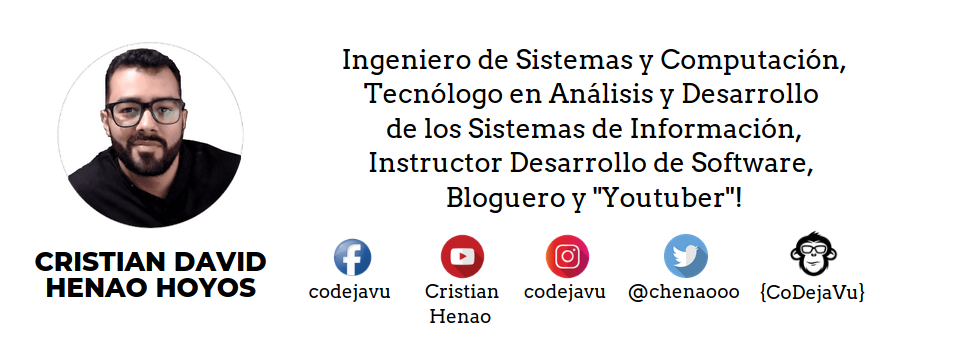 Ingeniero de Sistemas y Computación,
Tecnólogo en Análisis y Desarrollo
de los Sistemas de Información,
Instructor Desarrollo de Software,
Bloguero y "Youtuber"!
CRISTIAN DAVID
HENAO HOYOS
codejavu
Cristian
Henao
codejavu
@chenaooo
{CoDejaVu}